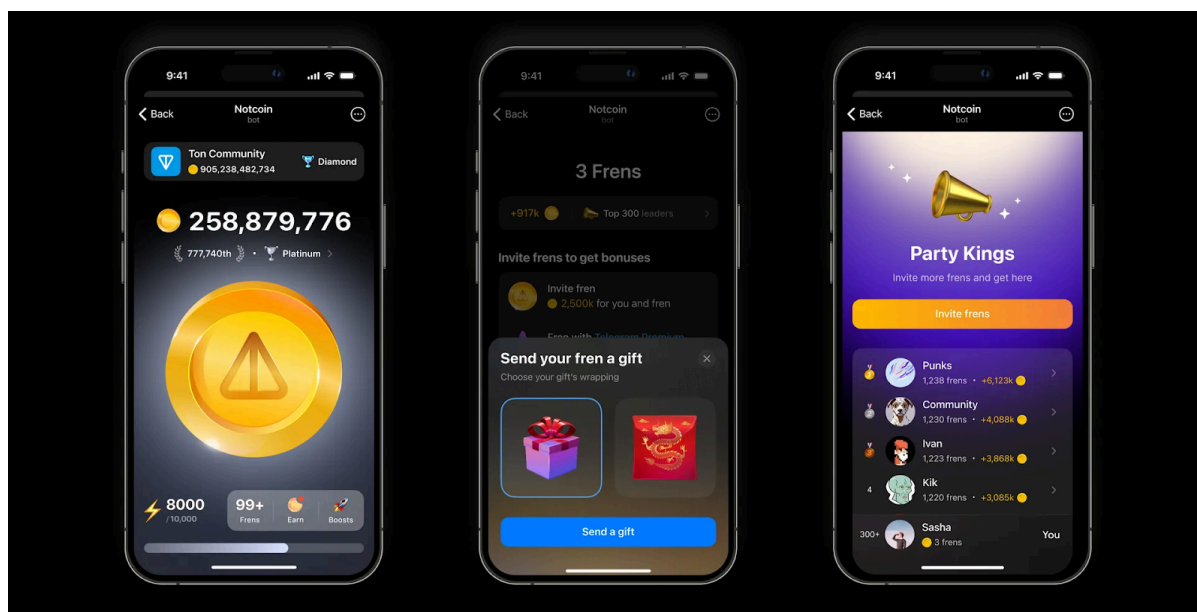 9:41
Back
Notcoin
bot
Ton Community
905,238,482,734
Diamond
258,879,776
777,740th • Platinum
8000
/ 10,000
99+
Frens
Earn
Boosts
9:41
Back
Notcoin
bot
3 Frens
+917k
Top 300 leaders
Invite frens to get bonuses
Invite fren
2,500k for you and fren
Fren with Telegram Premium
Send your fren a gift
Choose your gift's wrapping
Send a gift
9:41
Back
Notcoin
bot
Party Kings
Invite more frens and get here
Invite frens
Punks
1,238 frens • +6,123k
Community
1,230 frens • +4,088k
Ivan
1,223 frens • +3,868k
4
Kik
1,220 frens • +3,085k
300+
Sasha
3 frens
You